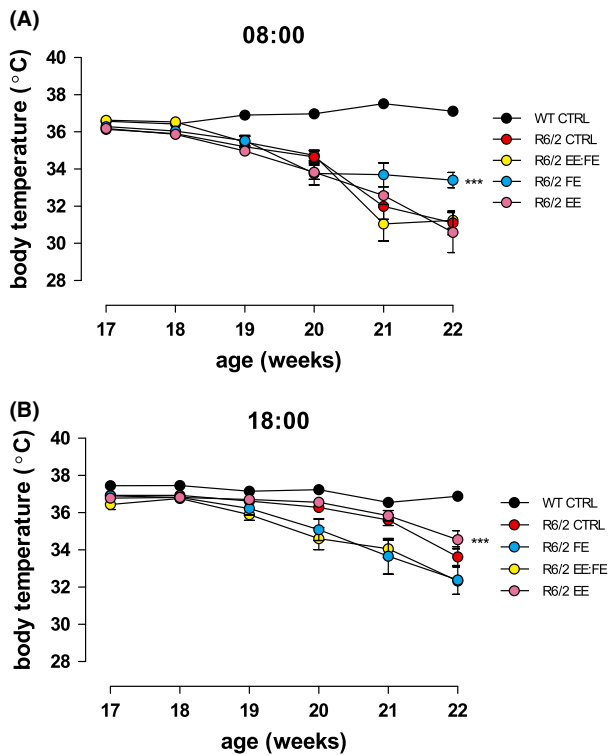 (A)
08:00
body temperature (°C)
40
38
36
34
32
30
28
***
WT CTRL
R6/2 CTRL
R6/2 EE:FE
R6/2 FE
R6/2 EE
17 18 19 20 21 22
age (weeks)
(B)
18:00
body temperature (°C)
40
38
36
34
32
30
28
***
WT CTRL
R6/2 CTRL
R6/2 FE
R6/2 EE:FE
R6/2 EE
17 18 19 20 21 22
age (weeks)